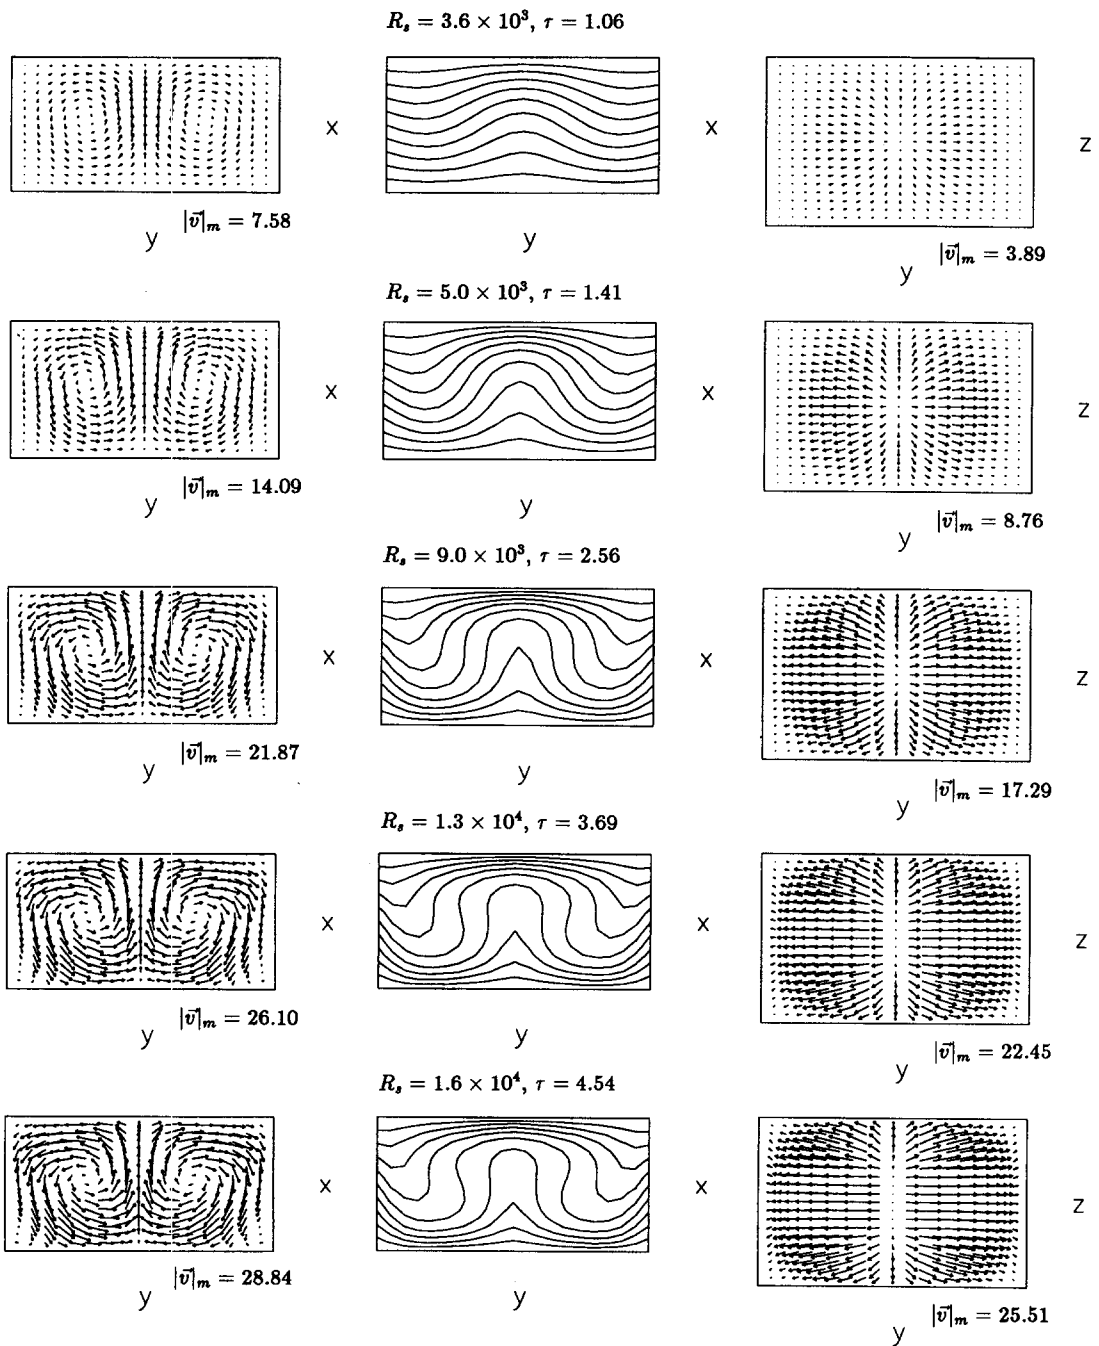 R_s = 3.6 × 10^3, τ = 1.06
x x z
|v⃗|_m = 7.58 |v⃗|_m = 3.89
y y y
R_s = 5.0 × 10^3, τ = 1.41
x x z
|v⃗|_m = 14.09 |v⃗|_m = 8.76
y y y
R_s = 9.0 × 10^3, τ = 2.56
x x z
|v⃗|_m = 21.87 |v⃗|_m = 17.29
y y y
R_s = 1.3 × 10^4, τ = 3.69
x x z
|v⃗|_m = 26.10 |v⃗|_m = 22.45
y y y
R_s = 1.6 × 10^4, τ = 4.54
x x z
|v⃗|_m = 28.84 |v⃗|_m = 25.51
y y y